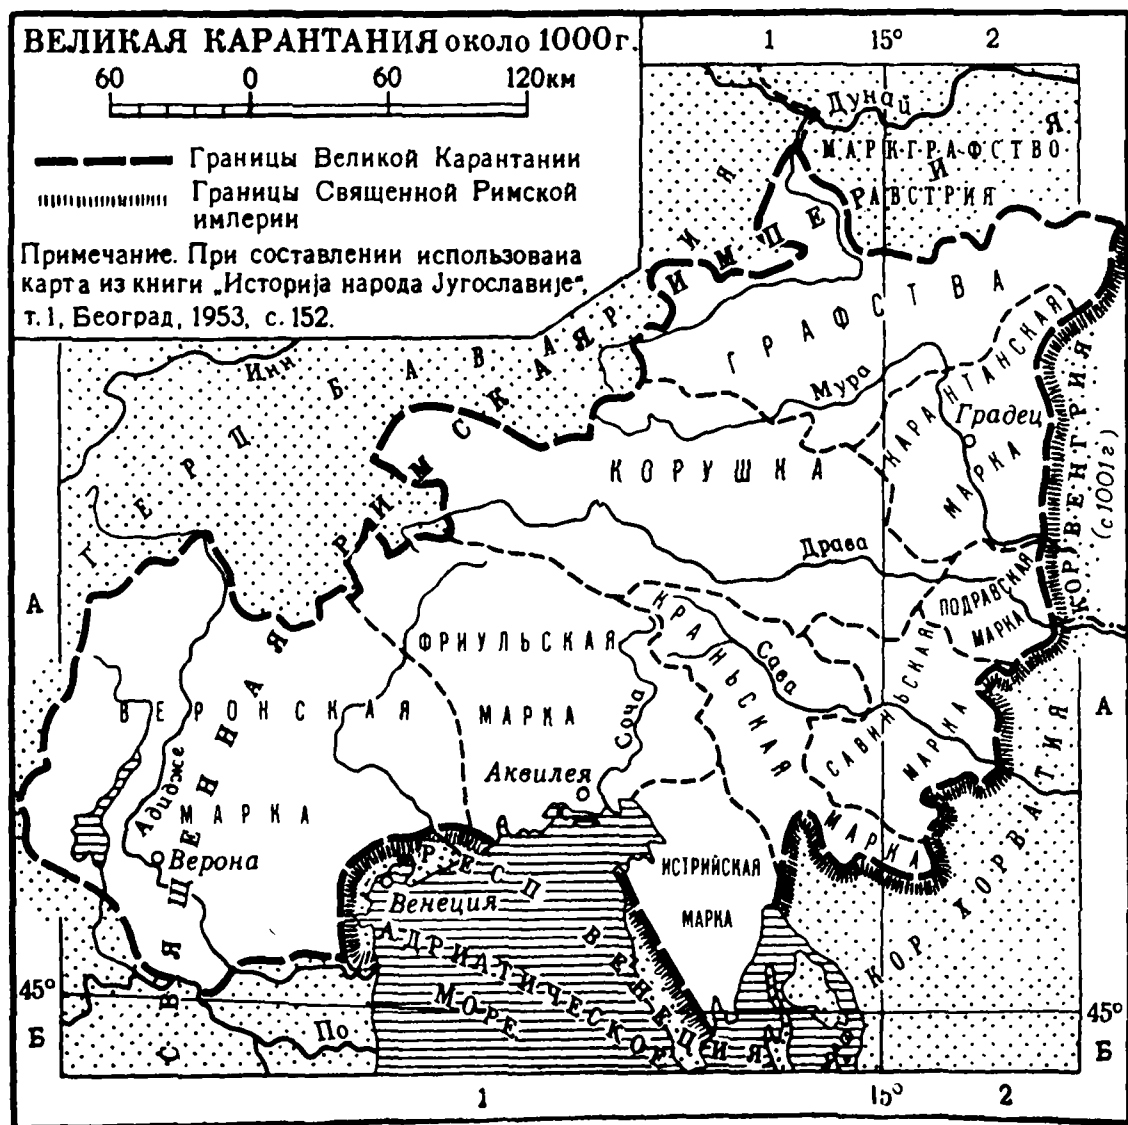 ВЕЛИКАЯ КАРАНТАНИЯ около 1000 г.
60 0 60 120км
Границы Великой Карантании
Границы Священной Римской
империи
Примечание. При составлении использована
карта из книги „Историја народа Југославије",
т. 1, Београд, 1953, с. 152.
1 15° 2
Дунай
МАРКГРАФСТВО
АВСТРИЯ
СВЯЩЕННАЯ РИМСКАЯ ИМПЕРИЯ
ГЕРЦ. БАВАРИЯ
Инн
ГРАФСТВА
Мура
КАРАНТАНСКАЯ
МАРКА
Градец
КОРУШКА
КОР. ВЕНГРИЯ
(с 1001г)
Драва
ПОДРАВСКАЯ
МАРКА
А
ФРИУЛЬСКАЯ
МАРКА
КРАНЬСКАЯ
МАРКА
Сава
САВИНЬСКАЯ
МАРКА
А
ВЕРОНСКАЯ
МАРКА
Соча
Адидже
Аквилея
Верона
ИСТРИЙСКАЯ
МАРКА
КОР. ХОРВАТИЯ
Венеция
РЕСП. ВЕНЕЦИЯ
АДРИАТИЧЕСКОЕ
МОРЕ
45° 45°
По
Б Б
1 15° 2